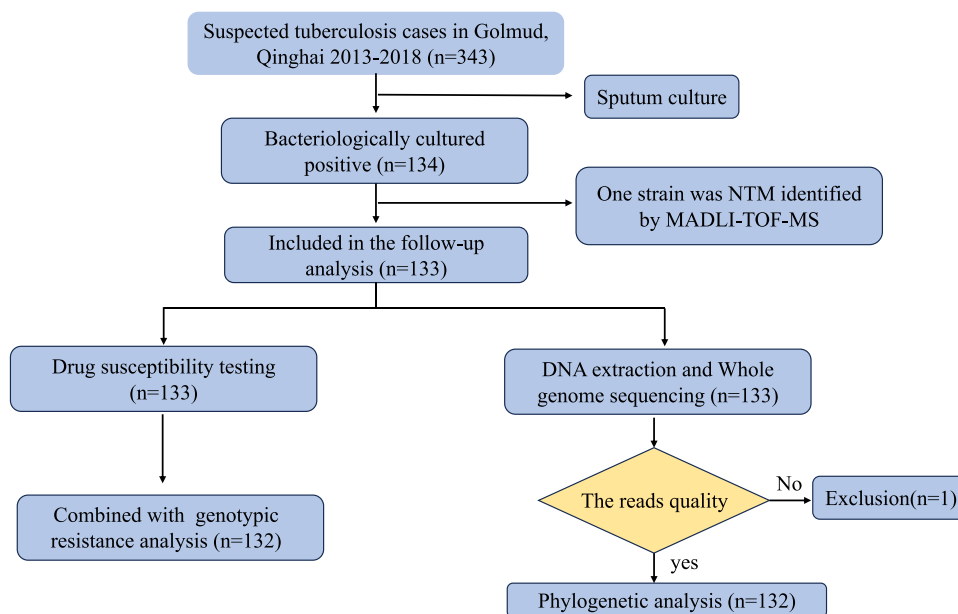 Suspected tuberculosis cases in Golmud,
Qinghai 2013-2018 (n=343)
Sputum culture
Bacteriologically cultured
positive (n=134)
One strain was NTM identified
by MADLI-TOF-MS
Included in the follow-up
analysis (n=133)
Drug susceptibility testing
(n=133)
DNA extraction and Whole
genome sequencing (n=133)
Combined with genotypic
resistance analysis (n=132)
The reads quality
No
Exclusion(n=1)
yes
Phylogenetic analysis (n=132)